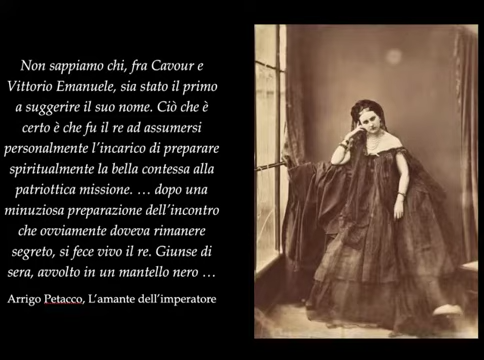 Non sappiamo chi, fra Cavour e
Vittorio Emanuele, sia stato il primo
a suggerire il suo nome. Ciò che è
certo è che fu il re ad assumersi
personalmente l'incarico di preparare
spiritualmente la bella contessa alla
patriottica missione. … dopo una
minuziosa preparazione dell'incontro
che ovviamente doveva rimanere
segreto, si fece vivo il re. Giunse di
sera, avvolto in un mantello nero …
Arrigo Petacco, L'amante dell'imperatore